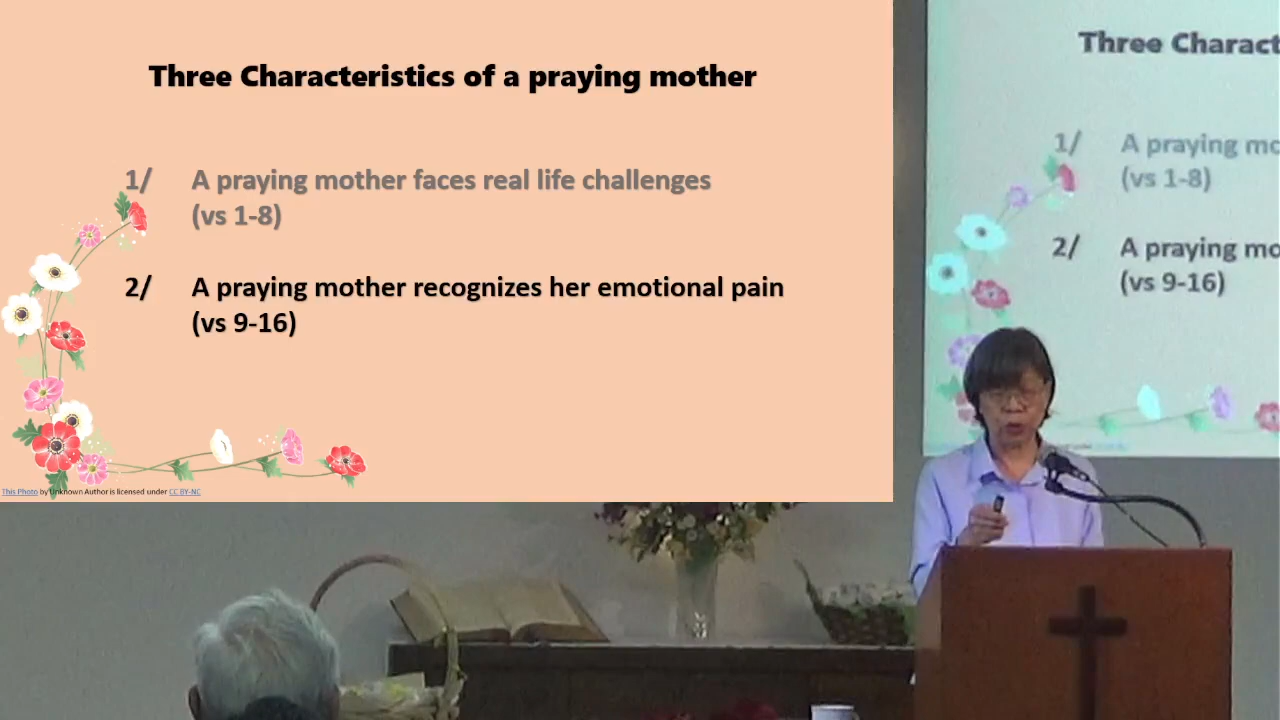 Three Characteristics of a praying mother
1/ A praying mother faces real life challenges
(vs 1-8)
2/ A praying mother recognizes her emotional pain
(vs 9-16)
This Photo by Unknown Author is licensed under CC BY-NC
Three Charact
1/ A praying mo
(vs 1-8)
2/ A praying mo
(vs 9-16)